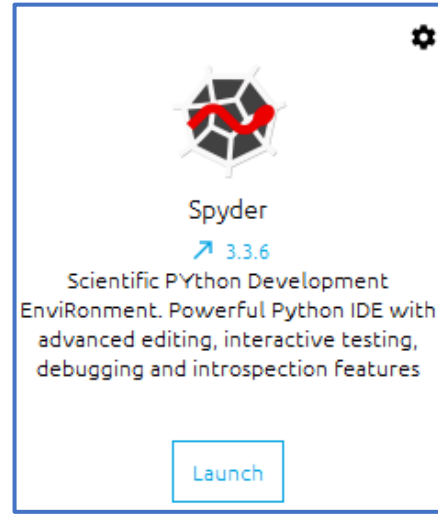 Spyder
3.3.6
Scientific PYthon Development
EnviRonment. Powerful Python IDE with
advanced editing, interactive testing,
debugging and introspection features
Launch